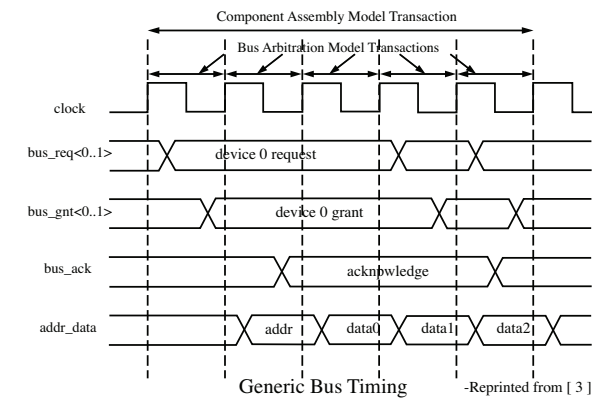 Component Assembly Model Transaction
Bus Arbitration Model Transactions
clock
bus_req<0..1>
device 0 request
bus_gnt<0..1>
device 0 grant
bus_ack
acknowledge
addr_data
addr
data0
data1
data2
Generic Bus Timing
-Reprinted from [ 3 ]